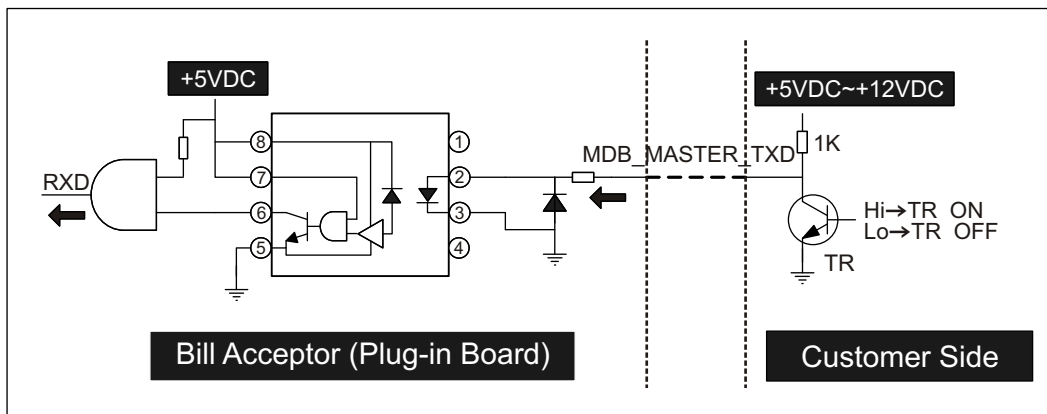 +5VDC
+5VDC~+12VDC
8
1
1K
MDB_MASTER_TXD
RXD
7
2
6
3
Hi→TR ON
Lo→TR OFF
5
4
TR
Bill Acceptor (Plug-in Board)
Customer Side